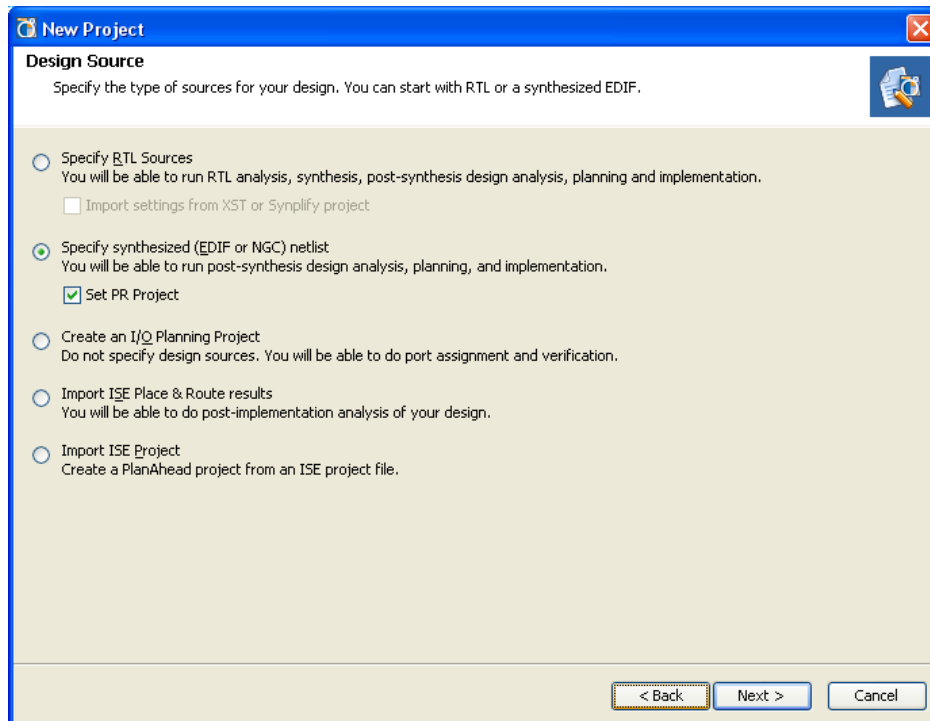 New Project
Design Source
Specify the type of sources for your design. You can start with RTL or a synthesized EDIF.
Specify RTL Sources
You will be able to run RTL analysis, synthesis, post-synthesis design analysis, planning and implementation.
Import settings from XST or Synplify project
Specify synthesized (EDIF or NGC) netlist
You will be able to run post-synthesis design analysis, planning, and implementation.
Set PR Project
Create an I/O Planning Project
Do not specify design sources. You will be able to do port assignment and verification.
Import ISE Place & Route results
You will be able to do post-implementation analysis of your design.
Import ISE Project
Create a PlanAhead project from an ISE project file.
< Back Next > Cancel